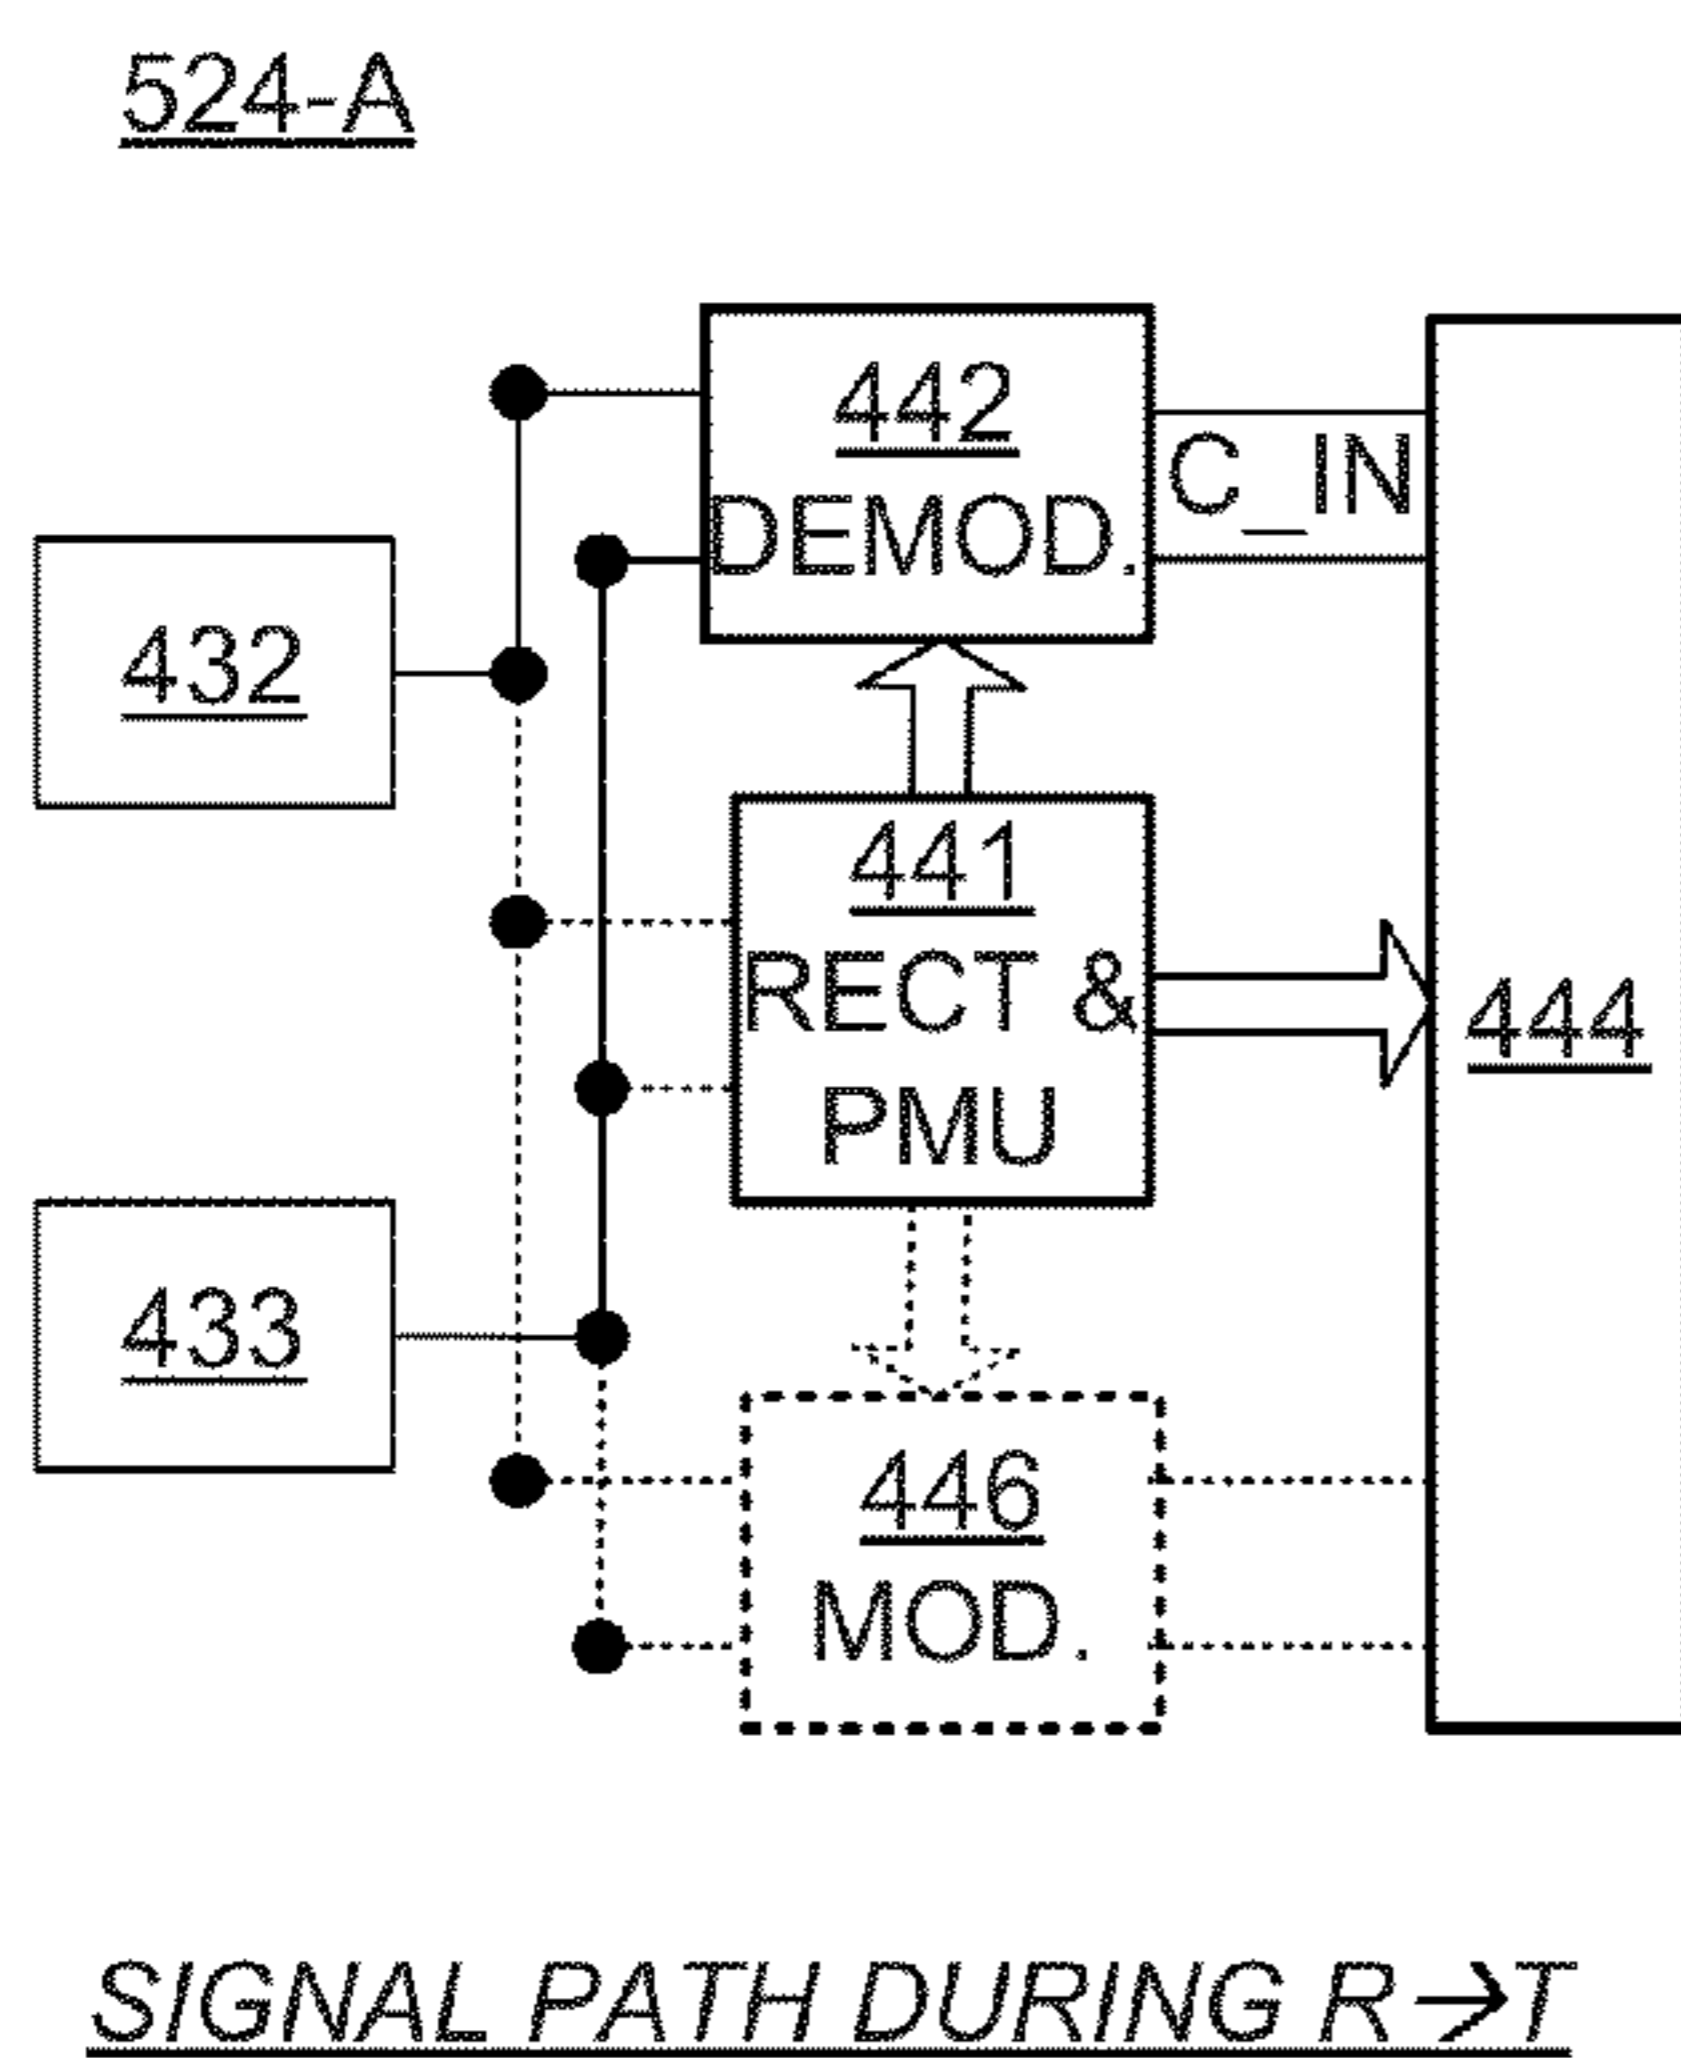 524-A
442
DEMOD.
C_IN
432
441
RECT &
PMU
444
433
446
MOD.
SIGNAL PATH DURING R→T